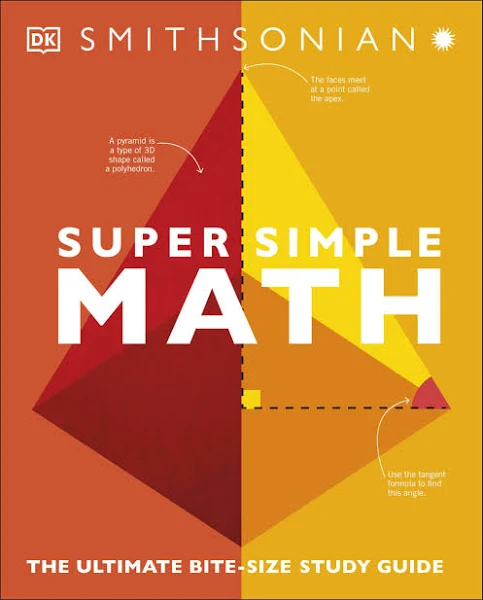 DK SMITHSONIAN
The faces meet
at a point called
the apex.
A pyramid is
a type of 3D
shape called
a polyhedron.
SUPER SIMPLE
MATH
Use the tangent
formula to find
this angle.
THE ULTIMATE BITE-SIZE STUDY GUIDE